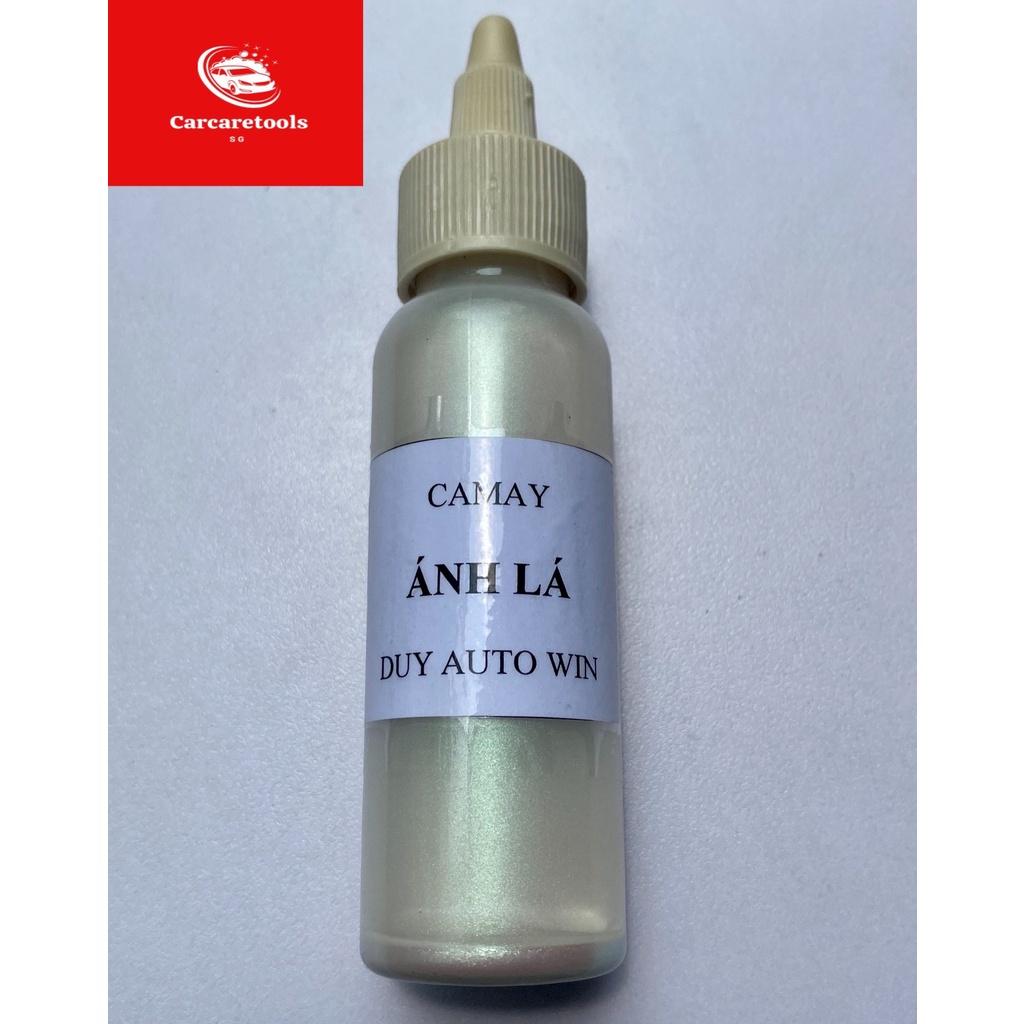 Carcaretools
SG
CAMAY
ÁNH LÁ
DUY AUTO WIN